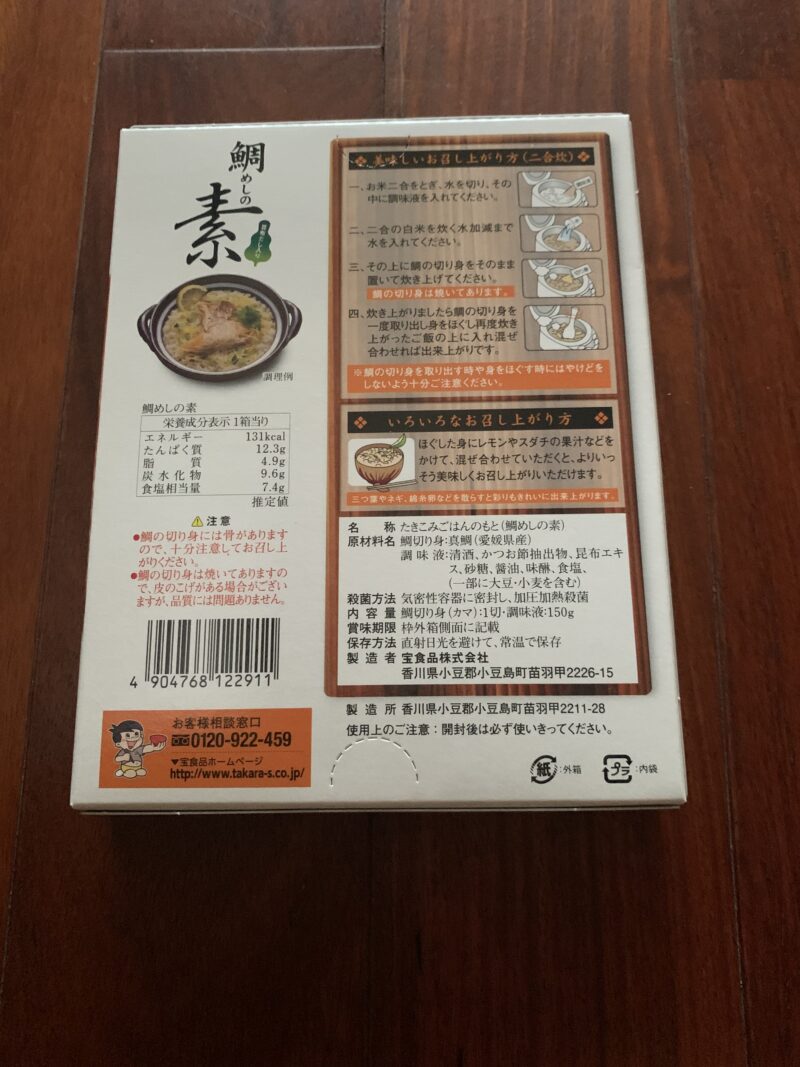 鯛めしの素
調理例
鯛めしの素
栄養成分表示 1箱当り
エネルギー 131kcal
たんぱく質 12.3g
脂質 4.9g
炭水化物 9.6g
食塩相当量 7.4g
推定値
注意
●鯛の切り身には骨があります
ので、十分注意してお召し上
がりください。
●鯛の切り身は焼いてありますの
で、皮のこげがある場合がござい
ますが、品質には問題ありません。
4 904768 122911
お客様相談窓口
0120-922-459
▼宝食品ホームページ
http://www.takara-s.co.jp/
美味しいお召し上がり方(二合炊)
一、お米二合をとぎ、水を切り、その
中に調味液を入れてください。
二、二合の白米を炊く水加減まで
水を入れてください。
三、その上に鯛の切り身をそのまま
置いて炊き上げてください。
鯛の切り身は焼いてあります。
四、炊き上がりましたら鯛の切り身を
一度取り出し身をほぐし再度炊き
上がったご飯の上に入れ混ぜ
合わせれば出来上がりです。
※鯛の切り身を取り出す時や身をほぐす時にはやけどを
しないよう十分ご注意ください。
いろいろなお召し上がり方
ほぐした身にレモンやスダチの果汁などを
かけて、混ぜ合わせていただくと、よりいっ
そう美味しくお召し上がりいただけます。
三つ葉やネギ、錦糸卵などを散らすと彩りもきれいに出来上がります。
名称 たきこみごはんのもと(鯛めしの素)
原材料名 鯛切り身:真鯛(愛媛県産)
調味液:清酒、かつお節抽出物、昆布エキ
ス、砂糖、醤油、味醂、食塩、
(一部に大豆・小麦を含む)
殺菌方法 気密性容器に密封し、加圧加熱殺菌
内容量 鯛切り身(カマ):1切・調味液:150g
賞味期限 枠外箱側面に記載
保存方法 直射日光を避けて、常温で保存
製造者 宝食品株式会社
香川県小豆郡小豆島町苗羽甲2226-15
製造所 香川県小豆郡小豆島町苗羽甲2211-28
使用上のご注意:開封後は必ず使いきってください。
紙:外箱 プラ:内袋